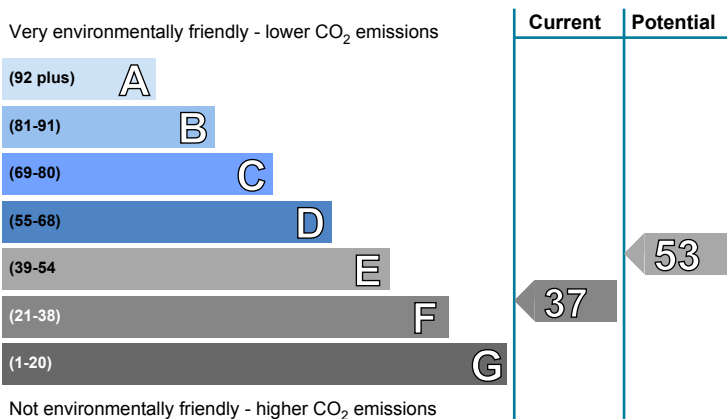 Very environmentally friendly - lower CO2 emissions
Current
Potential
(92 plus) A
(81-91) B
(69-80) C
(55-68) D
(39-54 E
(21-38) F
(1-20) G
37
53
Not environmentally friendly - higher CO2 emissions